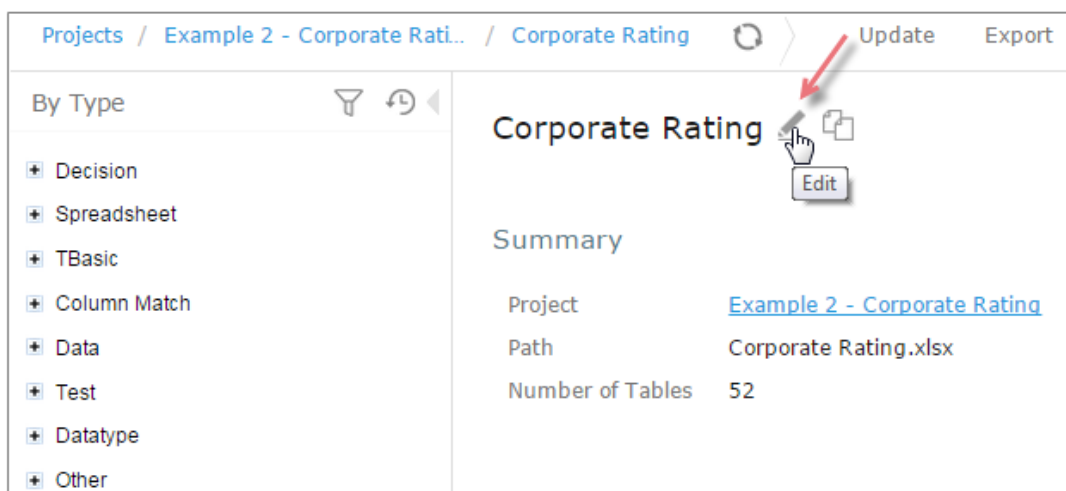 Projects / Example 2 - Corporate Rati... / Corporate Rating Update Export
By Type
Decision
Spreadsheet
TBasic
Column Match
Data
Test
Datatype
Other
Corporate Rating
Edit
Summary
Project Example 2 - Corporate Rating
Path Corporate Rating.xlsx
Number of Tables 52